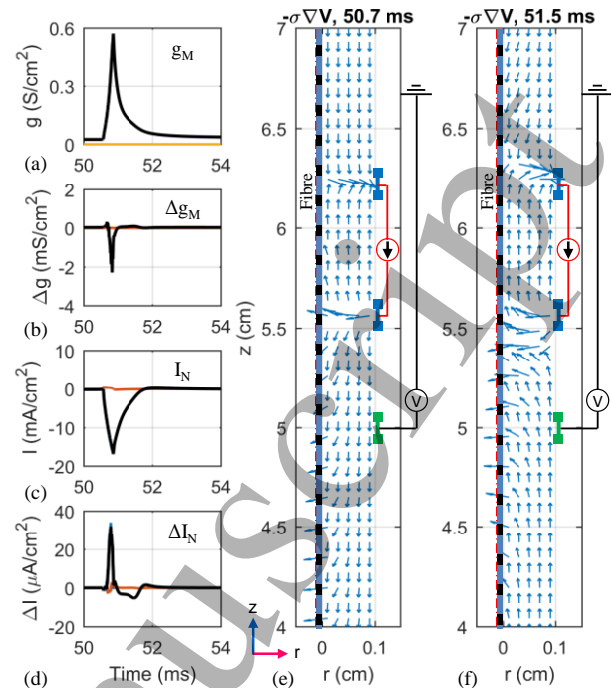 0.6
0.3
0
g (S/cm²)
g_M
50 52 54
(a)
2
0
-2
-4
Δg (mS/cm²)
Δg_M
50 52 54
(b)
10
0
-10
-20
I (mA/cm²)
I_N
50 52 54
(c)
40
20
0
-20
ΔI (μA/cm²)
ΔI_N
50 52 54
(d)
Time (ms)
z
r
-σ∇V, 50.7 ms
7
6.5
6
5.5
5
4.5
4
z (cm)
Fibre
V
0 0.1
(e)
r (cm)
-σ∇V, 51.5 ms
7
6.5
6
5.5
5
4.5
4
Fibre
V
0 0.1
(f)
r (cm)
uscript